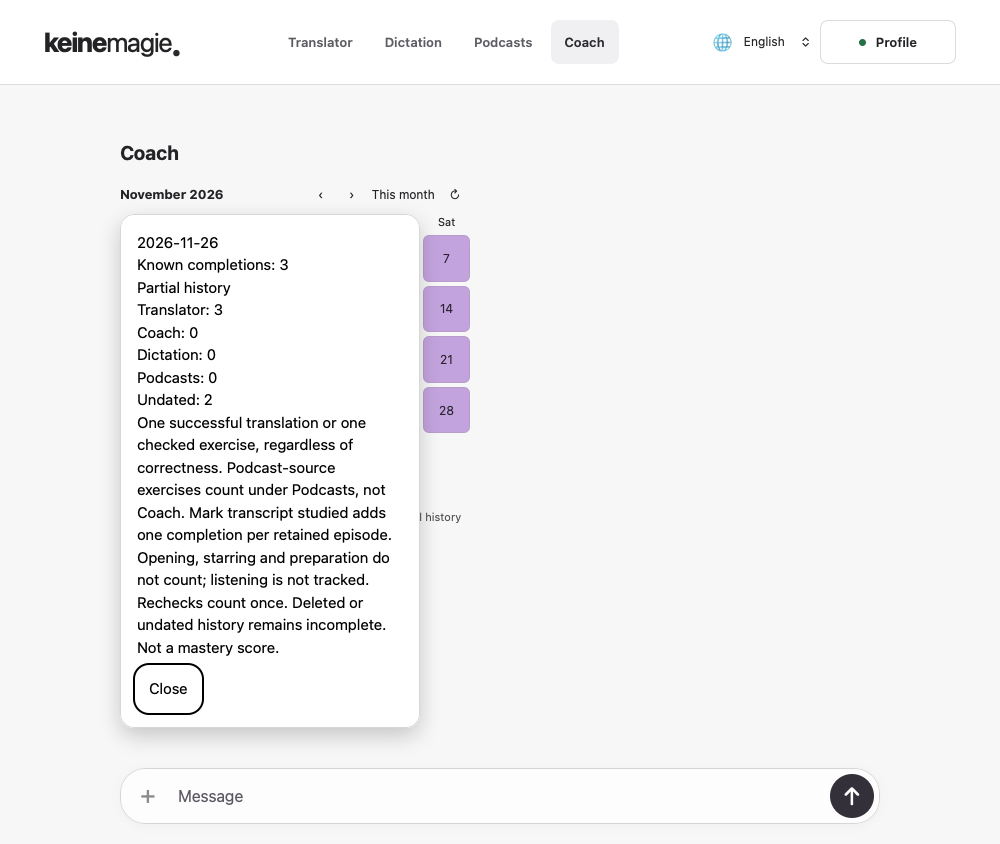 keinemagie.
Translator
Dictation
Podcasts
Coach
English
Profile
Coach
November 2026
This month
Sat
7
14
21
28
2026-11-26
Known completions: 3
Partial history
Translator: 3
Coach: 0
Dictation: 0
Podcasts: 0
Undated: 2
One successful translation or one
checked exercise, regardless of
correctness. Podcast-source
exercises count under Podcasts, not
Coach. Mark transcript studied adds
one completion per retained episode.
Opening, starring and preparation do
not count; listening is not tracked.
Rechecks count once. Deleted or
undated history remains incomplete.
Not a mastery score.
Close
history
Message